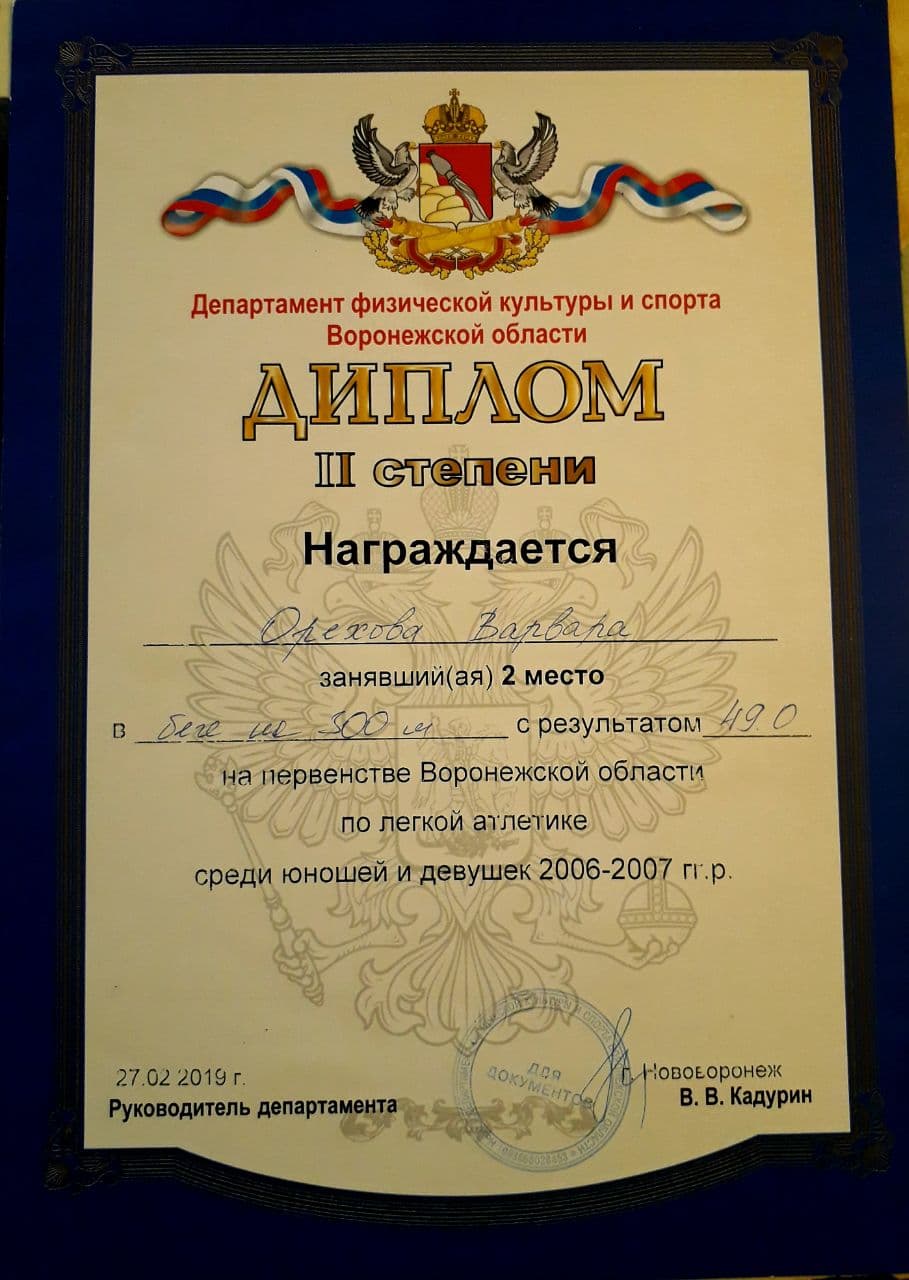 Департамент физической культуры и спорта
Воронежской области
ДИПЛОМ
II степени
Награждается
Орехова Варвара
занявший(ая) 2 место
в беге на 300 м с результатом 49.0
на первенстве Воронежской области
по легкой атлетике
среди юношей и девушек 2006-2007 гг.р.
27.02 2019 г. г. Нововоронеж
Руководитель департамента В. В. Кадурин
ДЛЯ
ДОКУМЕНТОВ